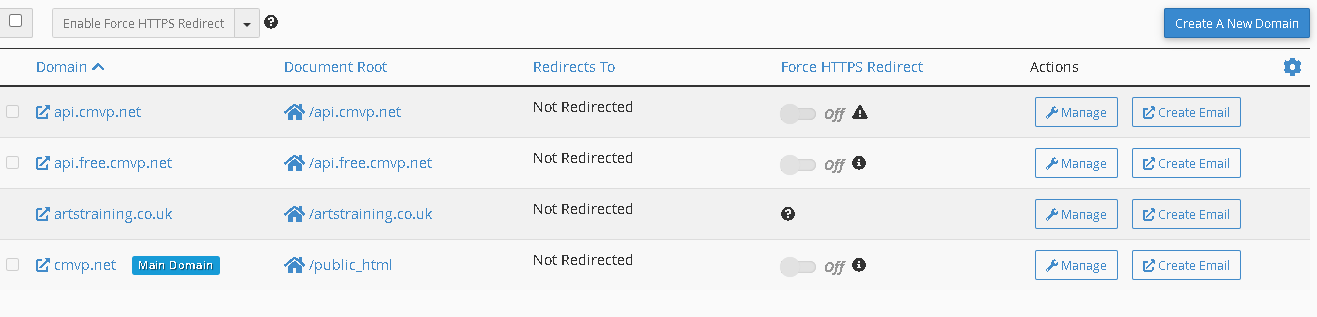 Enable Force HTTPS Redirect Create A New Domain
Domain Document Root Redirects To Force HTTPS Redirect Actions
api.cmvp.net /api.cmvp.net Not Redirected Off Manage Create Email
api.free.cmvp.net /api.free.cmvp.net Not Redirected Off Manage Create Email
artstraining.co.uk /artstraining.co.uk Not Redirected Manage Create Email
cmvp.net Main Domain /public_html Not Redirected Off Manage Create Email